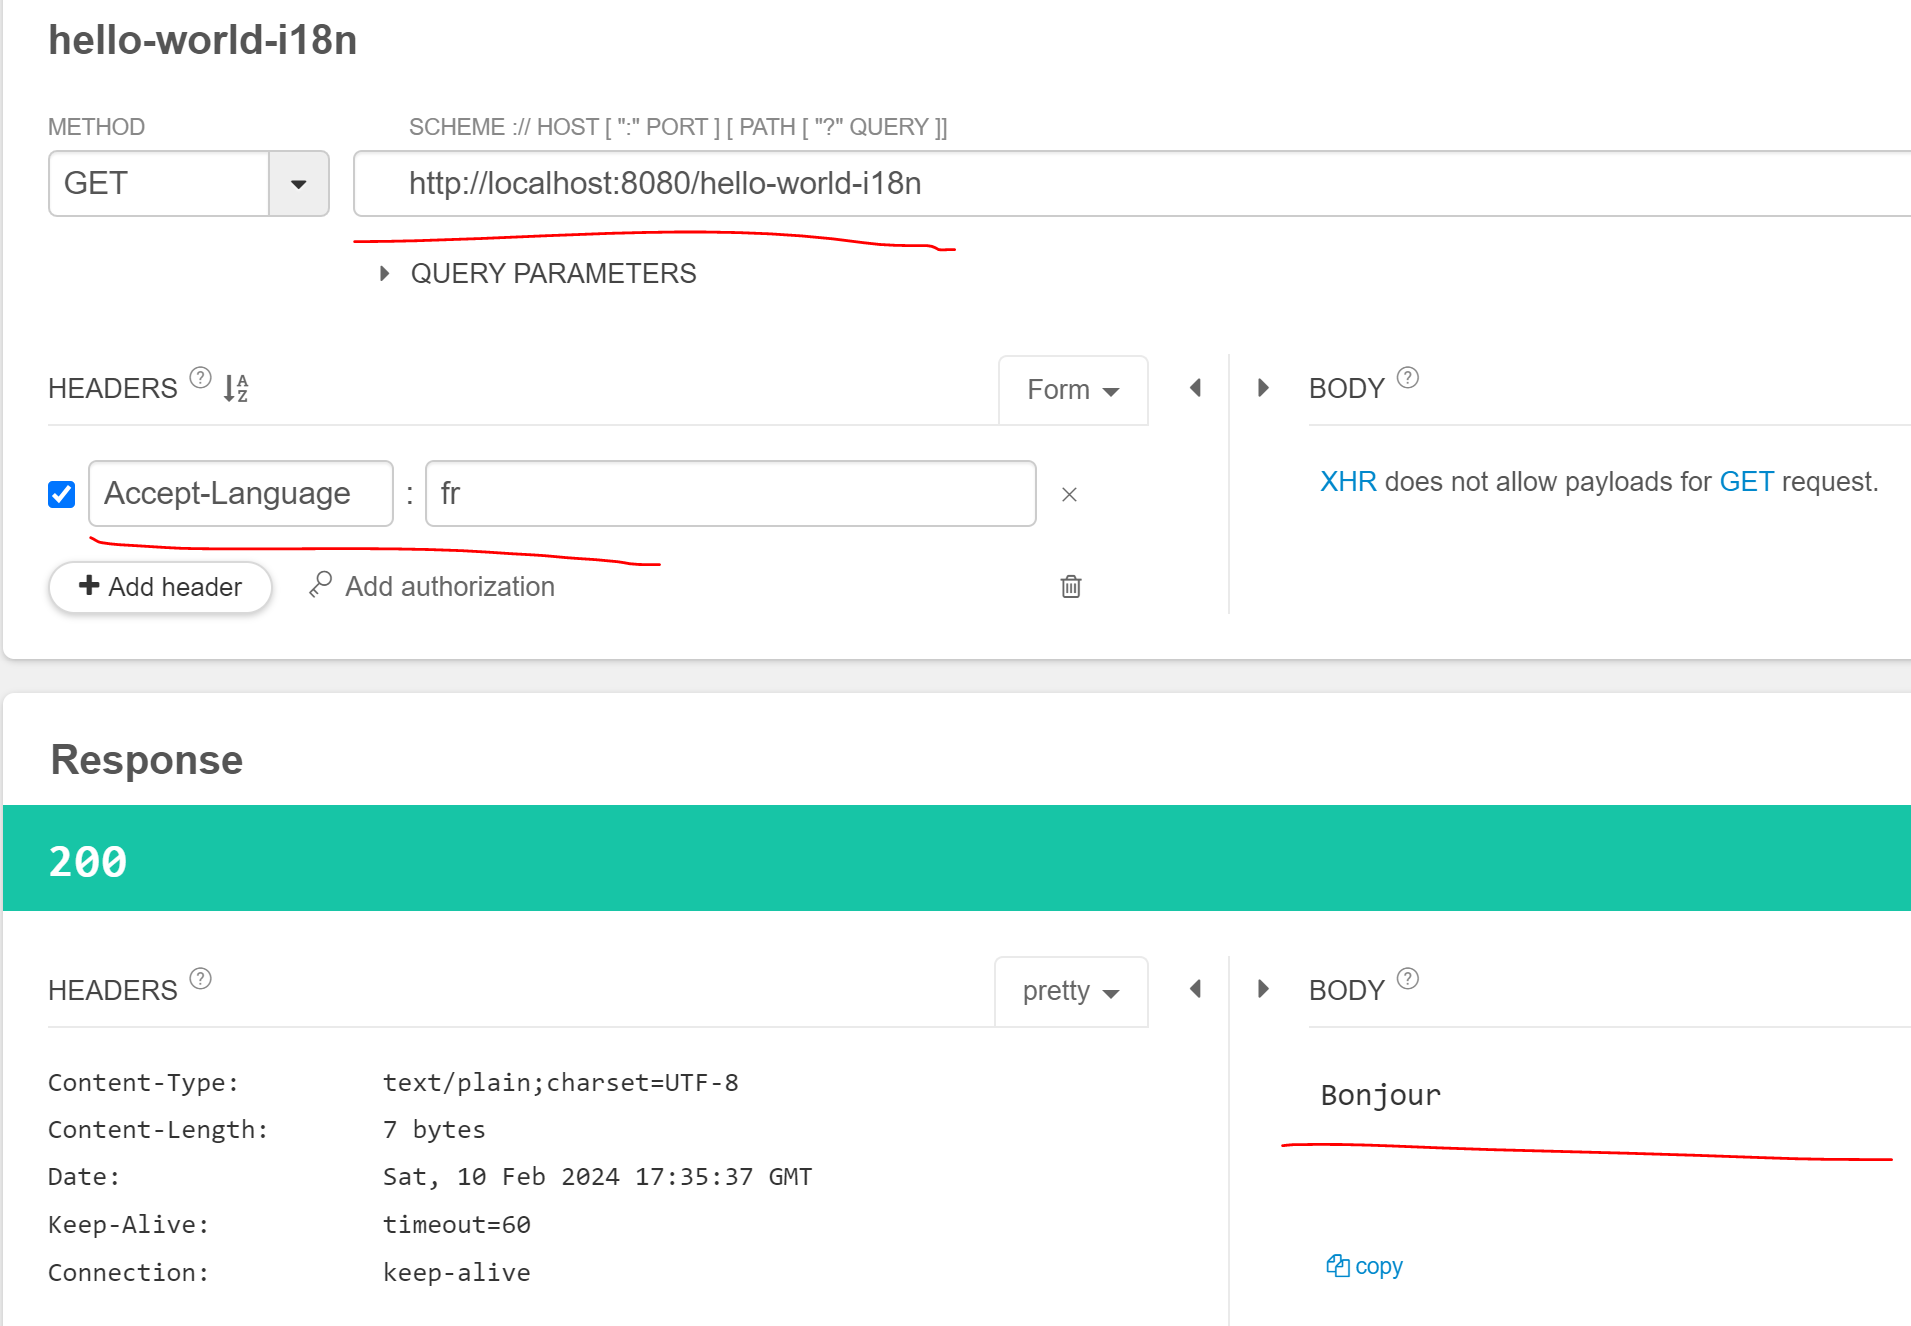 hello-world-i18n
METHOD
SCHEME :// HOST [ ":" PORT ] [ PATH [ "?" QUERY ]]
GET
http://localhost:8080/hello-world-i18n
QUERY PARAMETERS
HEADERS ? AZ
Form
BODY ?
Accept-Language : fr
XHR does not allow payloads for GET request.
Add header
Add authorization
Response
200
HEADERS ?
pretty
BODY ?
Content-Type: text/plain;charset=UTF-8
Content-Length: 7 bytes
Date: Sat, 10 Feb 2024 17:35:37 GMT
Keep-Alive: timeout=60
Connection: keep-alive
Bonjour
copy